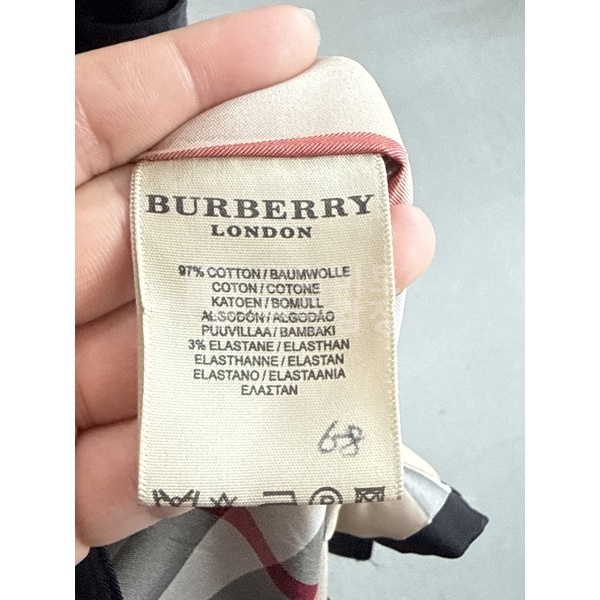 BURBERRY
LONDON
97% COTTON / BAUMWOLLE
COTON / COTONE
KATOEN / BOMULL
ALGODÓN / ALGODÃO
PUUVILLAA / BAMBAKI
3% ELASTANE / ELASTHAN
ELASTHANNE / ELASTAN
ELASTANO / ELASTAANIA
ΕΛΑΣΤΑΝ
68